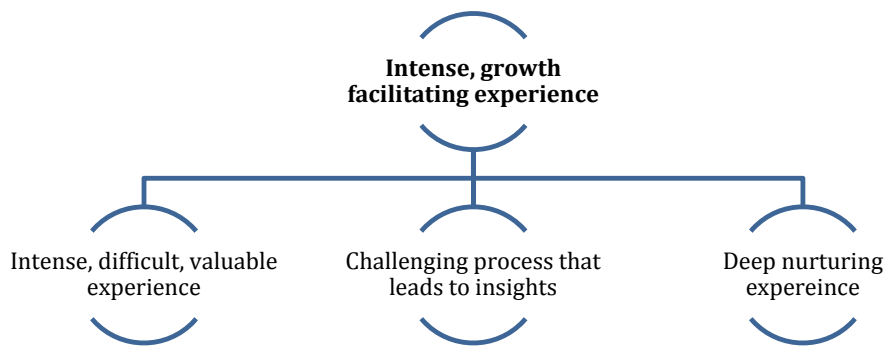 Intense, growth
facilitating experience
Intense, difficult, valuable
experience
Challenging process that
leads to insights
Deep nurturing
expereince